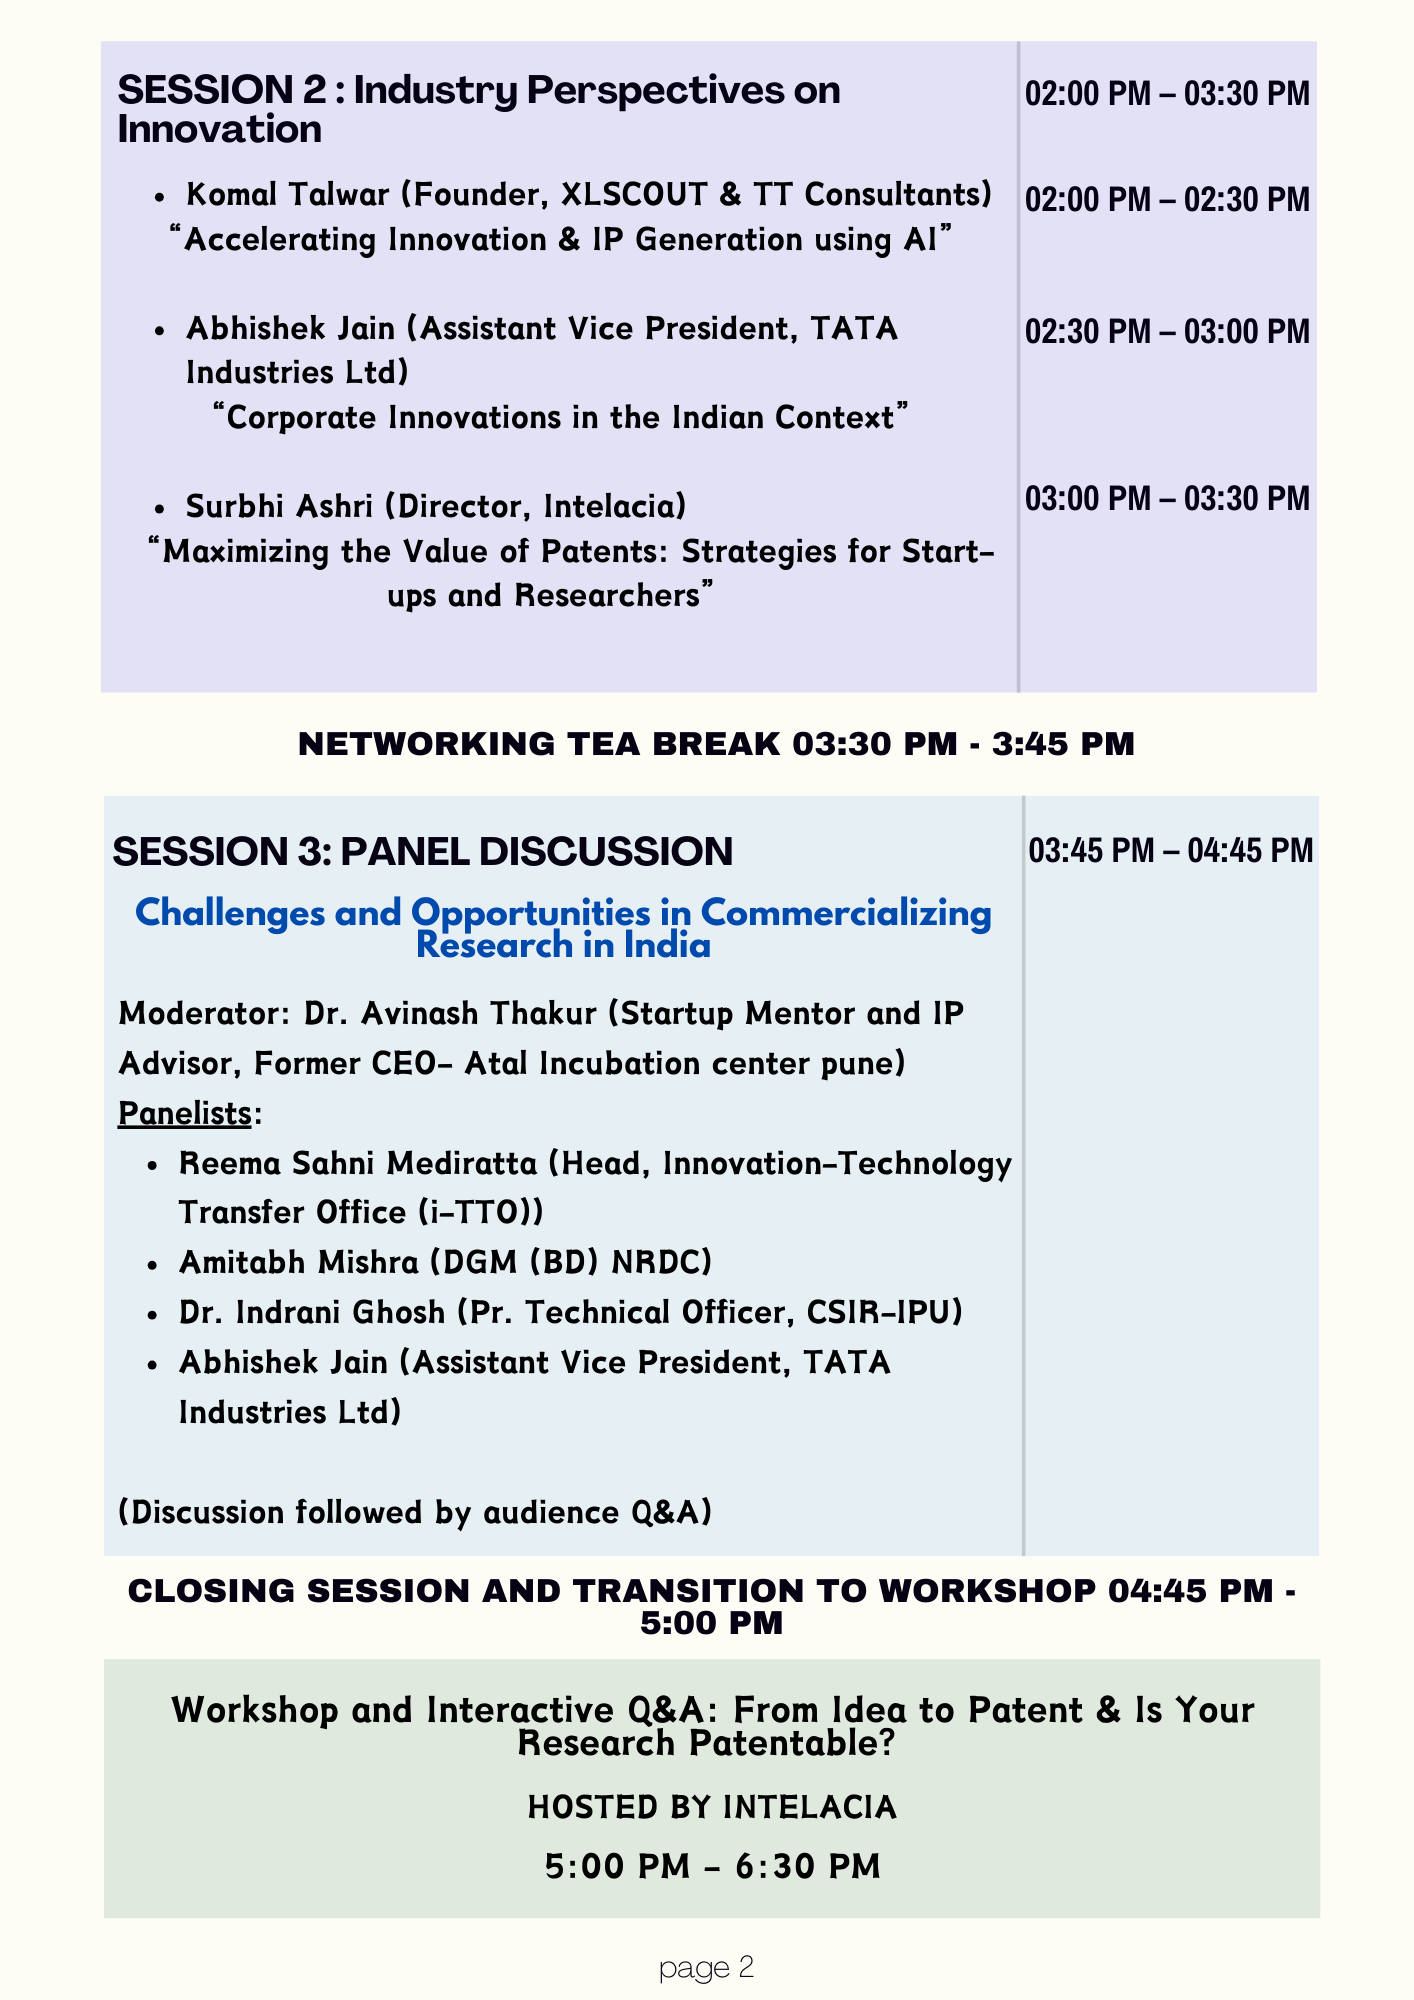 SESSION 2 : Industry Perspectives on
Innovation
02:00 PM – 03:30 PM
• Komal Talwar (Founder, XLSCOUT & TT Consultants)
02:00 PM – 02:30 PM
“Accelerating Innovation & IP Generation using AI”
• Abhishek Jain (Assistant Vice President, TATA
Industries Ltd)
02:30 PM – 03:00 PM
“Corporate Innovations in the Indian Context”
• Surbhi Ashri (Director, Intelacia)
03:00 PM – 03:30 PM
“Maximizing the Value of Patents: Strategies for Start-
ups and Researchers”
NETWORKING TEA BREAK 03:30 PM - 3:45 PM
SESSION 3: PANEL DISCUSSION
03:45 PM – 04:45 PM
Challenges and Opportunities in Commercializing
Research in India
Moderator: Dr. Avinash Thakur (Startup Mentor and IP
Advisor, Former CEO- Atal Incubation center pune)
Panelists:
• Reema Sahni Mediratta (Head, Innovation-Technology
Transfer Office (i-TTO))
• Amitabh Mishra (DGM (BD) NRDC)
• Dr. Indrani Ghosh (Pr. Technical Officer, CSIR-IPU)
• Abhishek Jain (Assistant Vice President, TATA
Industries Ltd)
(Discussion followed by audience Q&A)
CLOSING SESSION AND TRANSITION TO WORKSHOP 04:45 PM -
5:00 PM
Workshop and Interactive Q&A: From Idea to Patent & Is Your
Research Patentable?
HOSTED BY INTELACIA
5:00 PM – 6:30 PM
page 2